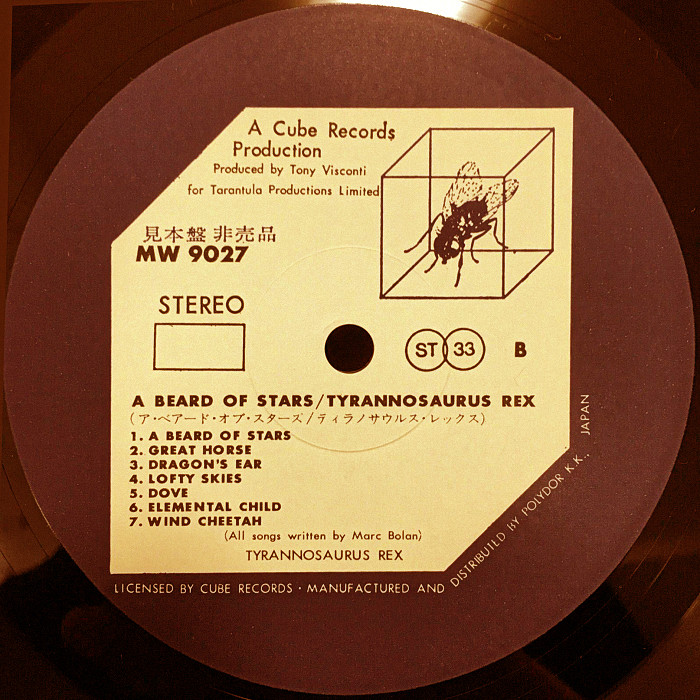 A Cube Records
Production
Produced by Tony Visconti
for Tarantula Productions Limited
見本盤 非売品
MW 9027
STEREO
ST 33 B
A BEARD OF STARS/TYRANNOSAURUS REX
(ア・ベアード・オブ・スターズ/ティラノサウルス・レックス)
1. A BEARD OF STARS
2. GREAT HORSE
3. DRAGON'S EAR
4. LOFTY SKIES
5. DOVE
6. ELEMENTAL CHILD
7. WIND CHEETAH
(All songs written by Marc Bolan)
TYRANNOSAURUS REX
LICENSED BY CUBE RECORDS · MANUFACTURED AND DISTRIBUILD BY POLYDOR K.K., JAPAN